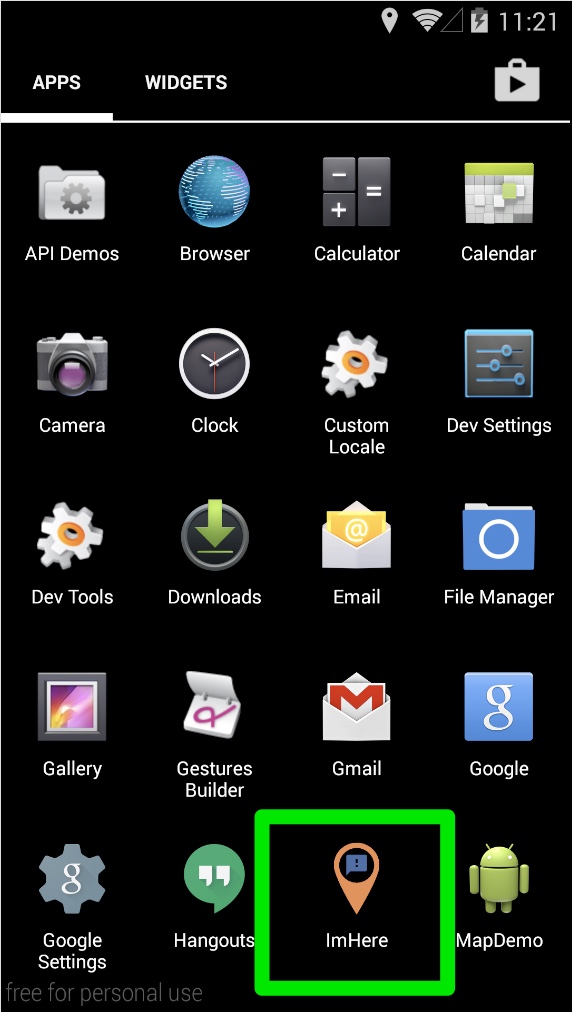 11:21
APPS WIDGETS
API Demos Browser Calculator Calendar
Camera Clock Custom Dev Settings
Locale
Dev Tools Downloads Email File Manager
Gallery Gestures Gmail Google
Builder
Google Hangouts ImHere MapDemo
Settings
free for personal use